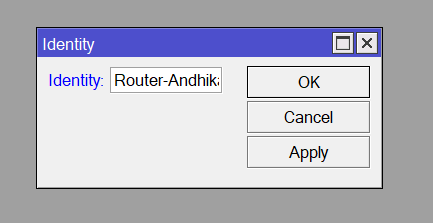 Identity
Identity: Router-Andhika
OK
Cancel
Apply